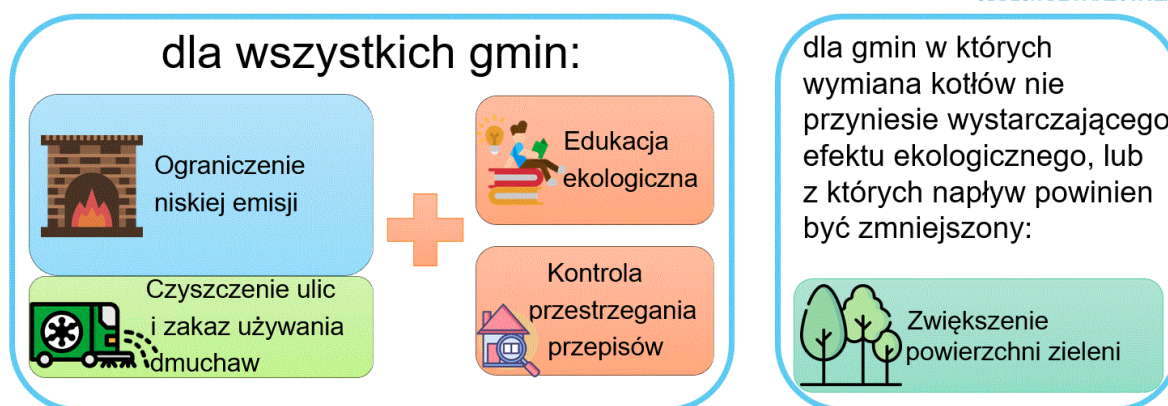 dla wszystkich gmin:
Ograniczenie
niskiej emisji
Czyszczenie ulic
i zakaz używania
dmuchaw
Edukacja
ekologiczna
Kontrola
przestrzegania
przepisów
dla gmin w których
wymiana kotłów nie
przyniesie wystarczającego
efektu ekologicznego, lub
z których napływ powinien
być zmniejszony:
Zwiększenie
powierzchni zieleni